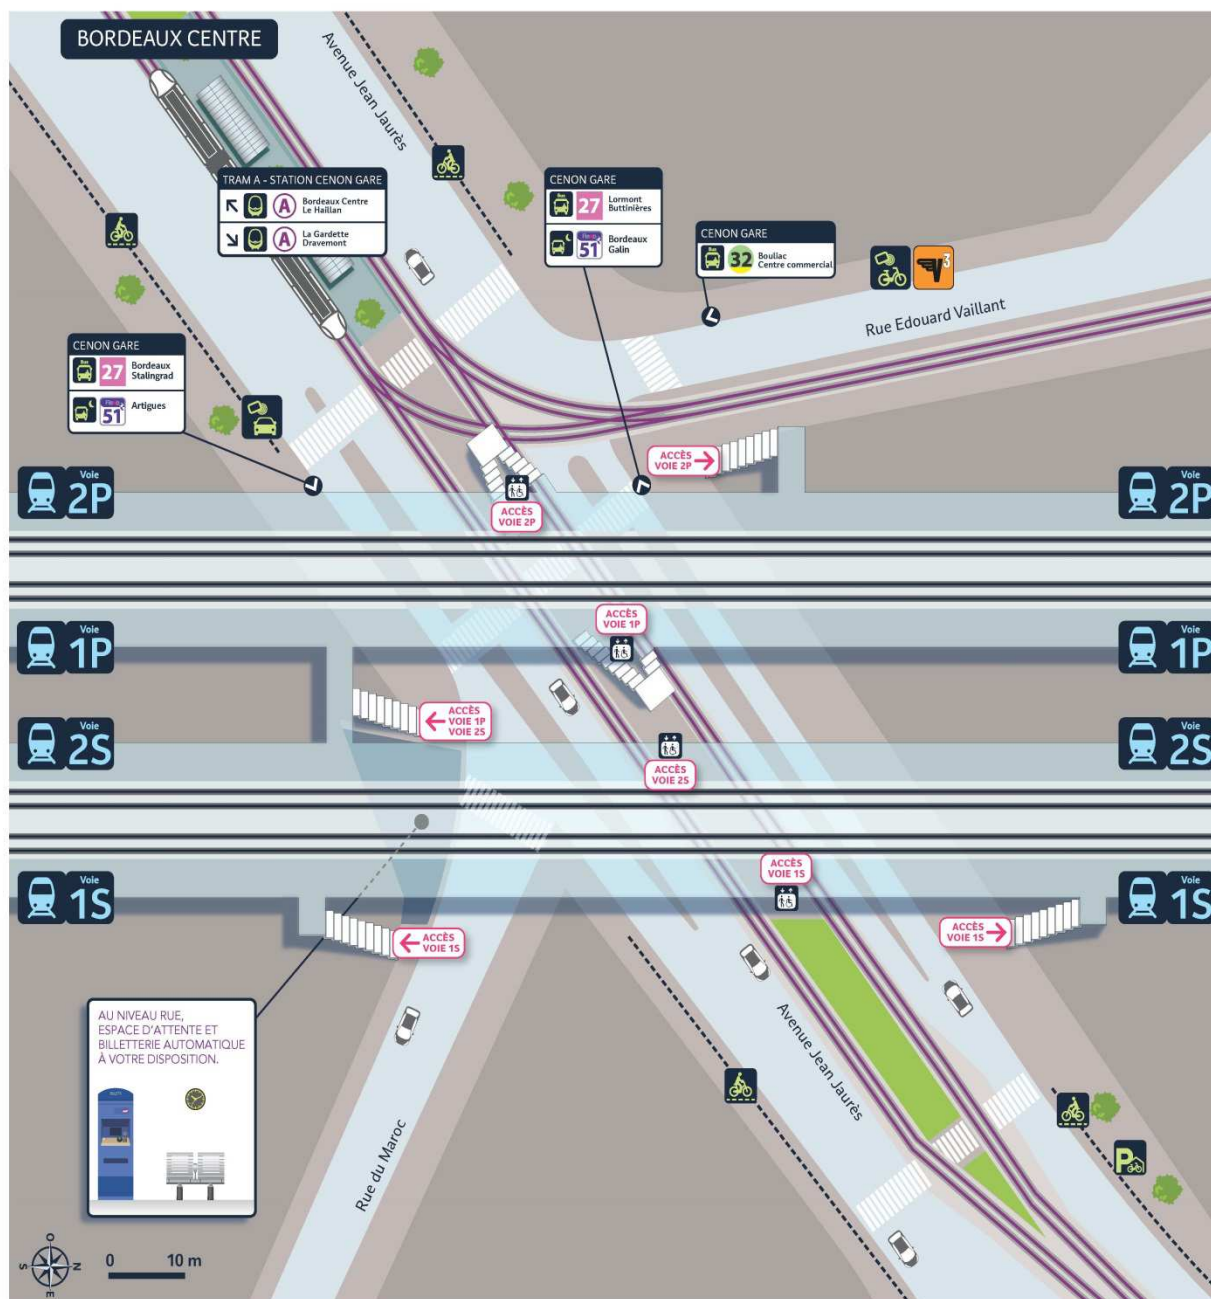 BORDEAUX CENTRE
Avenue Jean Jaurès
TRAM A - STATION CENON GARE
A
Bordeaux Centre
Le Haillan
A
La Gardette
Dravemont
CENON GARE
Bus
27
Lormont
Buttinières
51
Bordeaux
Galin
CENON GARE
Bus
32
Bouliac
Centre commercial
3
Rue Edouard Vaillant
CENON GARE
Bus
27
Bordeaux
Stalingrad
51
Artigues
ACCÈS
VOIE 2P
Voie
2P
ACCÈS
VOIE 2P
Voie
2P
ACCÈS
VOIE 1P
Voie
1P
Voie
1P
ACCÈS
VOIE 1P
VOIE 2S
Voie
2S
ACCÈS
VOIE 2S
Voie
2S
ACCÈS
VOIE 1S
Voie
1S
Voie
1S
ACCÈS
VOIE 1S
ACCÈS
VOIE 1S
AU NIVEAU RUE,
ESPACE D'ATTENTE ET
BILLETTERIE AUTOMATIQUE
À VOTRE DISPOSITION.
Avenue Jean Jaurès
Rue du Maroc
P
O
S
N
E
0
10 m